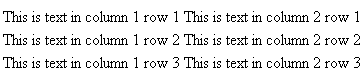 This is text in column 1 row 1 This is text in column 2 row 1
This is text in column 1 row 2 This is text in column 2 row 2
This is text in column 1 row 3 This is text in column 2 row 3